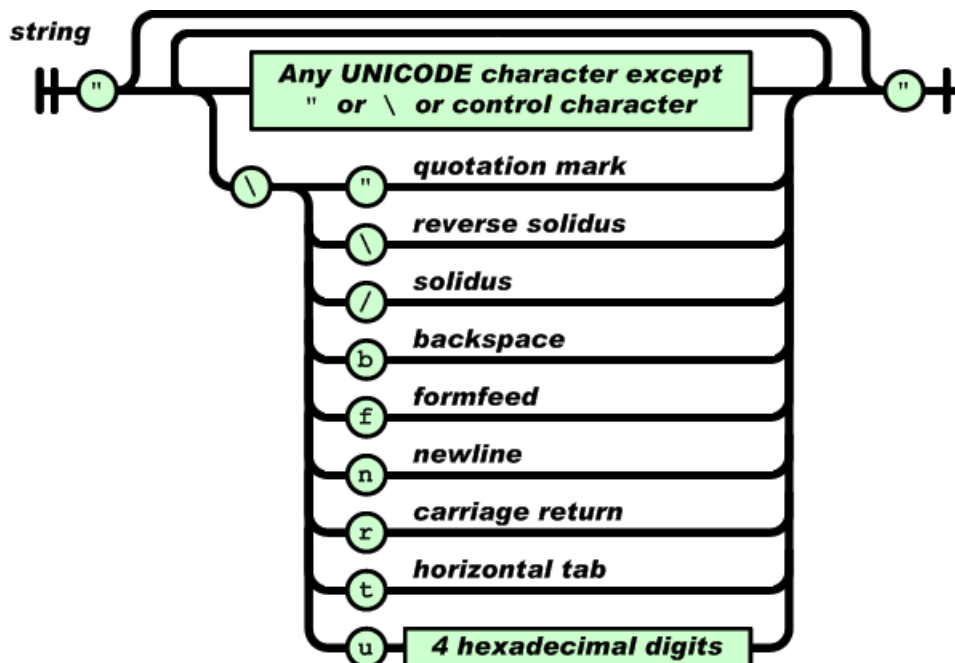 string
" Any UNICODE character except "
" or \ or control character
\ " quotation mark
\ reverse solidus
/ solidus
b backspace
f formfeed
n newline
r carriage return
t horizontal tab
u 4 hexadecimal digits